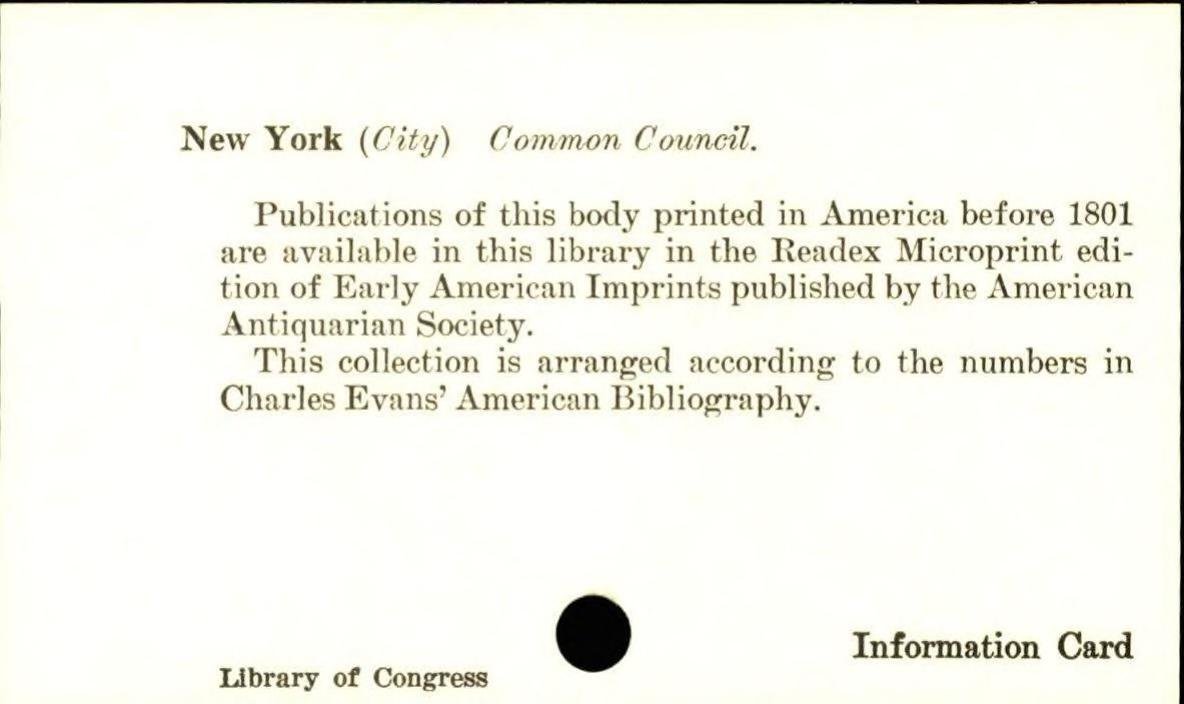 New York (City) Common Council.
Publications of this body printed in America before 1801
are available in this library in the Readex Microprint edi-
tion of Early American Imprints published by the American
Antiquarian Society.
This collection is arranged according to the numbers in
Charles Evans' American Bibliography.
Information Card
Library of Congress